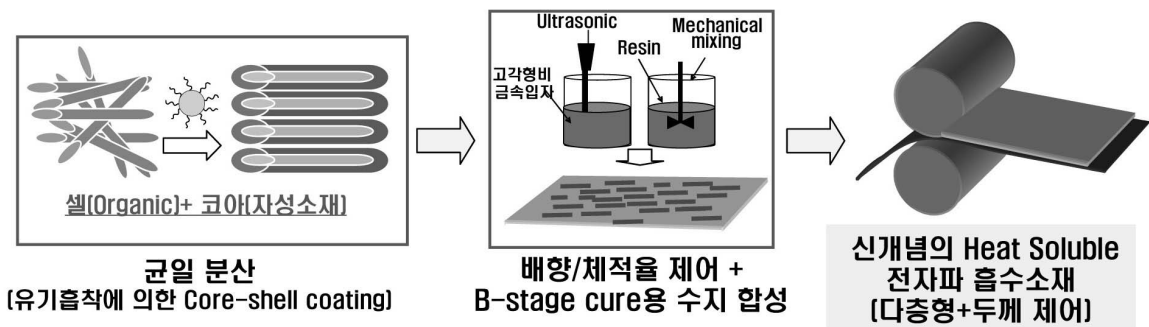 셀(Organic)+ 코아(자성소재)
균일 분산
(유기흡착에 의한 Core-shell coating)
Ultrasonic
Mechanical
mixing
Resin
고각형비
금속입자
배향/체적율 제어 +
B-stage cure용 수지 합성
신개념의 Heat Soluble
전자파 흡수소재
(다층형+두께 제어)